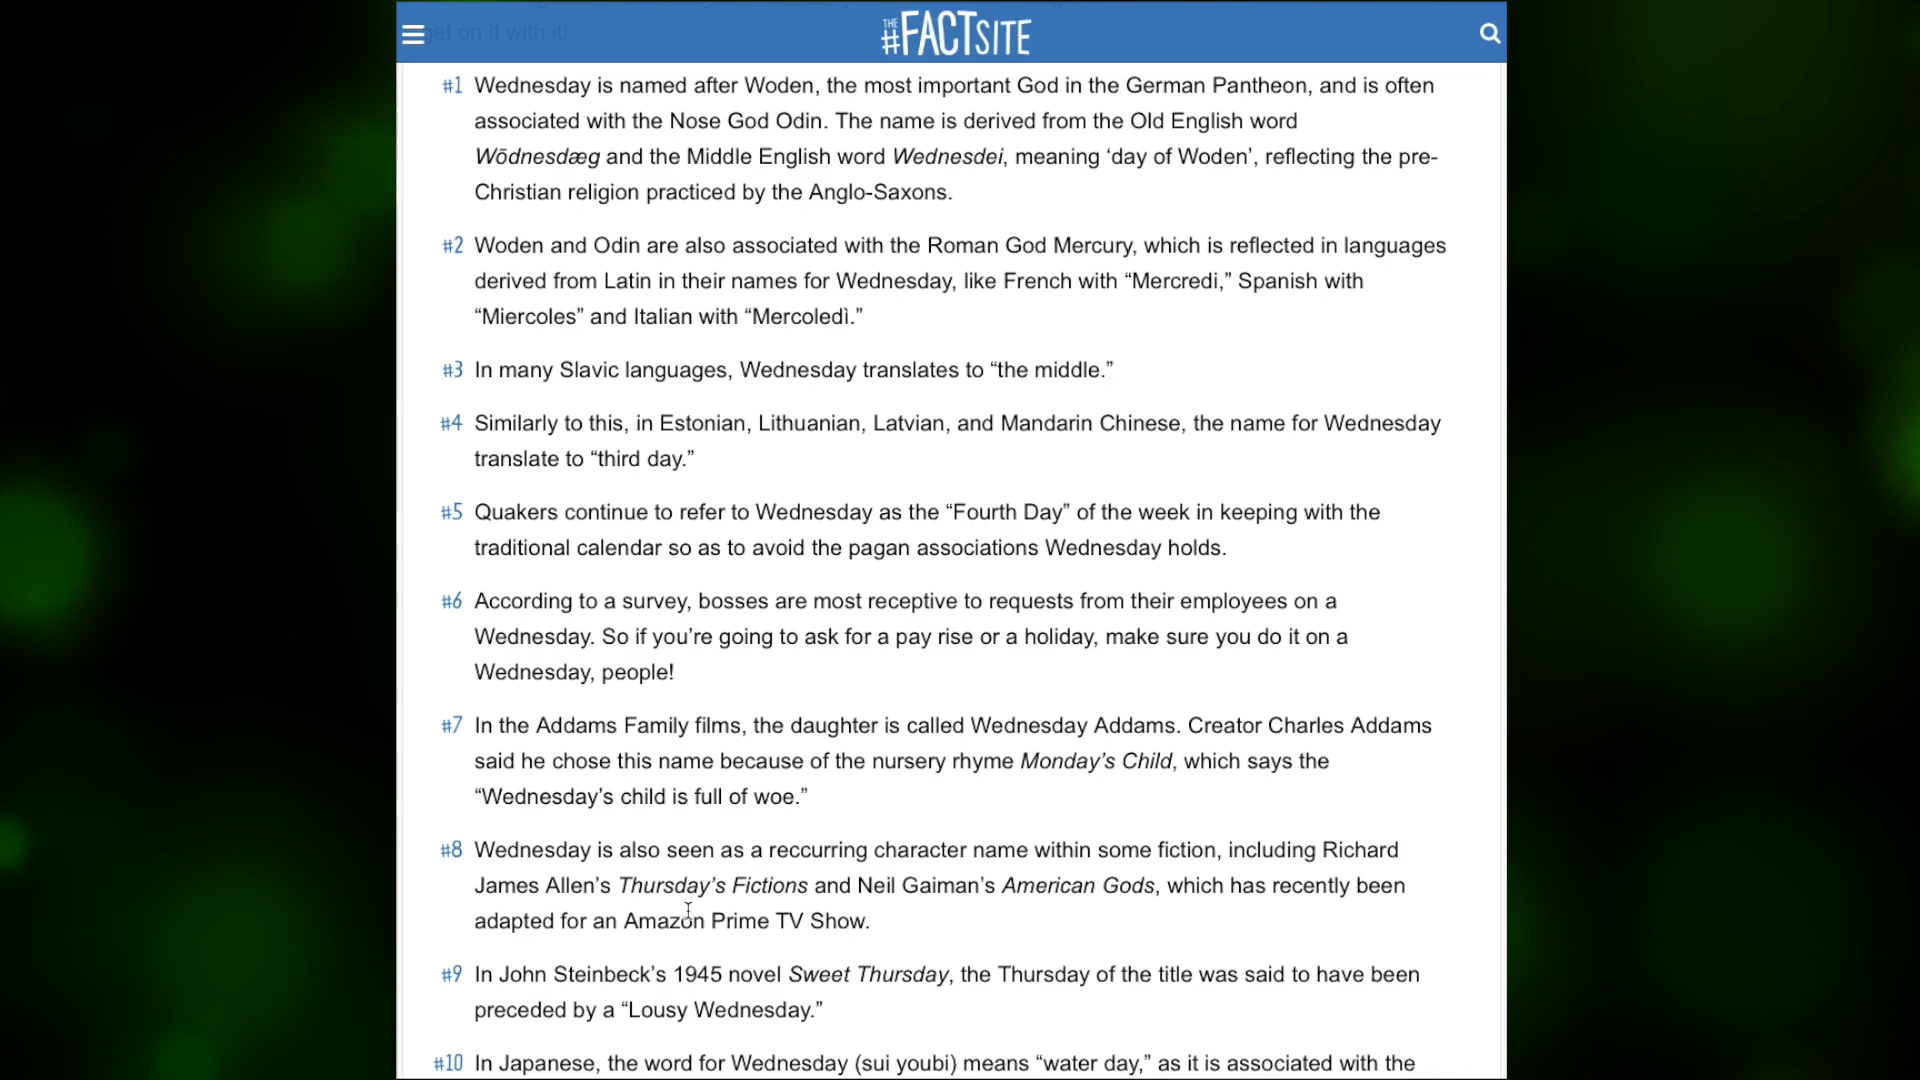 get on it with it!
THE #FACTSITE
#1 Wednesday is named after Woden, the most important God in the German Pantheon, and is often
associated with the Nose God Odin. The name is derived from the Old English word
Wōdnesdæg and the Middle English word Wednesdei, meaning ‘day of Woden’, reflecting the pre-
Christian religion practiced by the Anglo-Saxons.
#2 Woden and Odin are also associated with the Roman God Mercury, which is reflected in languages
derived from Latin in their names for Wednesday, like French with “Mercredi,” Spanish with
“Miercoles” and Italian with “Mercoledì.”
#3 In many Slavic languages, Wednesday translates to “the middle.”
#4 Similarly to this, in Estonian, Lithuanian, Latvian, and Mandarin Chinese, the name for Wednesday
translate to “third day.”
#5 Quakers continue to refer to Wednesday as the “Fourth Day” of the week in keeping with the
traditional calendar so as to avoid the pagan associations Wednesday holds.
#6 According to a survey, bosses are most receptive to requests from their employees on a
Wednesday. So if you’re going to ask for a pay rise or a holiday, make sure you do it on a
Wednesday, people!
#7 In the Addams Family films, the daughter is called Wednesday Addams. Creator Charles Addams
said he chose this name because of the nursery rhyme Monday’s Child, which says the
“Wednesday’s child is full of woe.”
#8 Wednesday is also seen as a reccurring character name within some fiction, including Richard
James Allen’s Thursday’s Fictions and Neil Gaiman’s American Gods, which has recently been
adapted for an Amazon Prime TV Show.
#9 In John Steinbeck’s 1945 novel Sweet Thursday, the Thursday of the title was said to have been
preceded by a “Lousy Wednesday.”
#10 In Japanese, the word for Wednesday (sui youbi) means “water day,” as it is associated with the